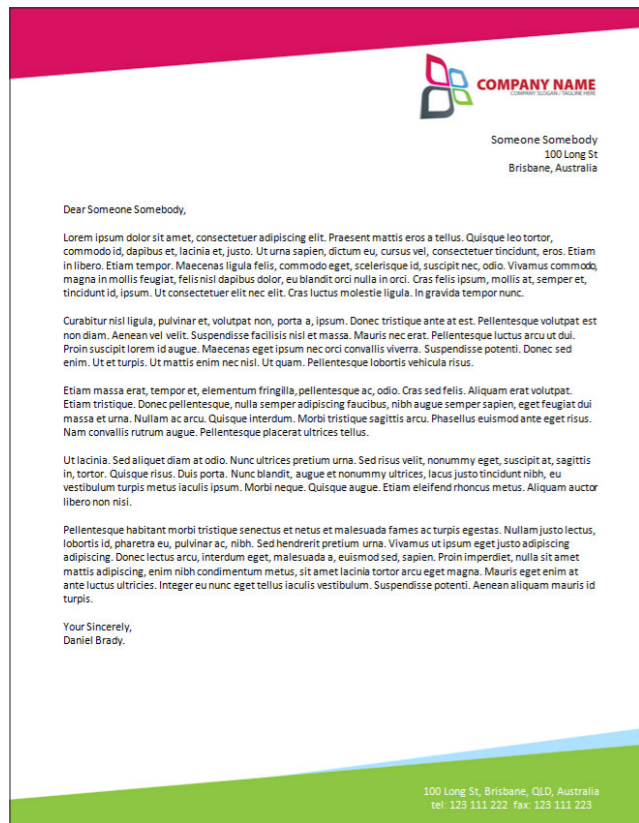 COMPANY NAME
COMPANY SLOGAN / TAGLINE HERE
Someone Somebody
100 Long St
Brisbane, Australia
Dear Someone Somebody,
Lorem ipsum dolor sit amet, consectetuer adipiscing elit. Praesent mattis eros a tellus. Quisque leo tortor,
commodo id, dapibus et, lacinia et, justo. Ut urna sapien, dictum eu, cursus vel, consectetuer tincidunt, eros. Etiam
in libero. Etiam tempor. Maecenas ligula felis, commodo eget, scelerisque id, suscipit nec, odio. Vivamus commodo,
magna in mollis feugiat, felis nisl dapibus dolor, eu blandit orci nulla in orci. Cras felis ipsum, mollis at, semper et,
tincidunt id, ipsum. Ut consectetuer elit nec elit. Cras luctus molestie ligula. In gravida tempor nunc.
Curabitur nisl ligula, pulvinar et, volutpat non, porta a, ipsum. Donec tristique ante at est. Pellentesque volutpat est
non diam. Aenean vel velit. Suspendisse facilisis nisl et massa. Mauris nec erat. Pellentesque luctus arcu ut dui.
Proin suscipit lorem id augue. Maecenas eget ipsum nec orci convallis viverra. Suspendisse potenti. Donec sed
enim. Ut et turpis. Ut mattis enim nec nisl. Ut quam. Pellentesque lobortis vehicula risus.
Etiam massa erat, tempor et, elementum fringilla, pellentesque ac, odio. Cras sed felis. Aliquam erat volutpat.
Etiam tristique. Donec pellentesque, nulla semper adipiscing faucibus, nibh augue semper sapien, eget feugiat dui
massa et urna. Nullam ac arcu. Quisque interdum. Morbi tristique sagittis arcu. Phasellus euismod ante eget risus.
Nam convallis rutrum augue. Pellentesque placerat ultrices tellus.
Ut lacinia. Sed aliquet diam at odio. Nunc ultrices pretium urna. Sed risus velit, nonummy eget, suscipit at, sagittis
in, tortor. Quisque risus. Duis porta. Nunc blandit, augue et nonummy ultrices, lacus justo tincidunt nibh, eu
vestibulum turpis metus iaculis ipsum. Morbi neque. Quisque augue. Etiam eleifend rhoncus metus. Aliquam auctor
libero non nisi.
Pellentesque habitant morbi tristique senectus et netus et malesuada fames ac turpis egestas. Nullam justo lectus,
lobortis id, pharetra eu, pulvinar ac, nibh. Sed hendrerit pretium urna. Vivamus ut ipsum eget justo adipiscing
adipiscing. Donec lectus arcu, interdum eget, malesuada a, euismod sed, sapien. Proin imperdiet, nulla sit amet
mattis adipiscing, enim nibh condimentum metus, sit amet lacinia tortor arcu eget magna. Mauris eget enim at
ante luctus ultricies. Integer eu nunc eget tellus iaculis vestibulum. Suspendisse potenti. Aenean aliquam mauris id
turpis.
Your Sincerely,
Daniel Brady.
100 Long St, Brisbane, QLD, Australia
tel: 123 111 222 fax: 123 111 223